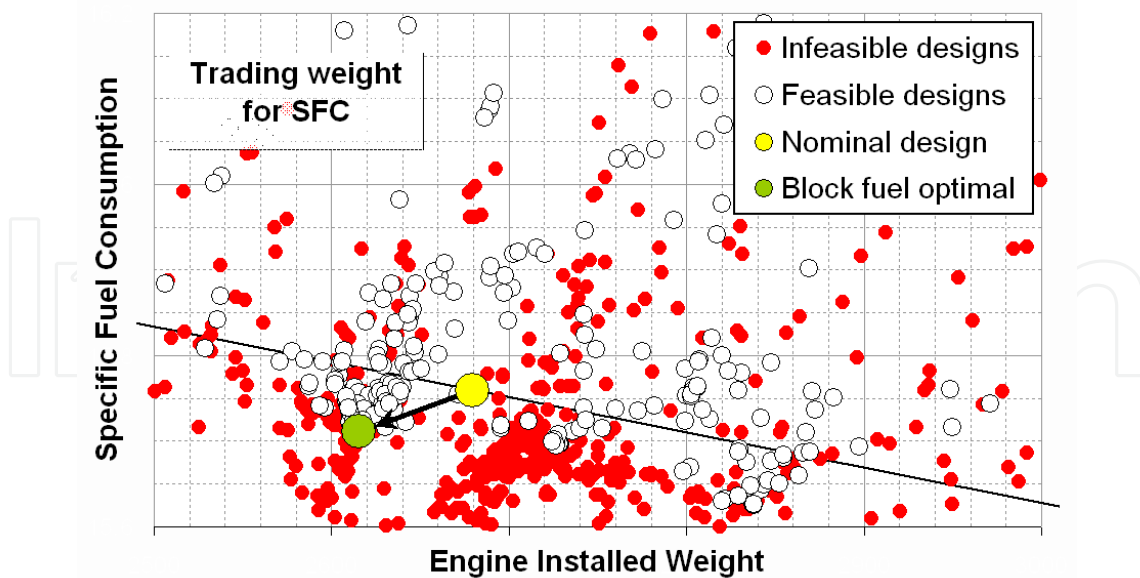 Trading weight
for SFC
Infeasible designs
Feasible designs
Nominal design
Block fuel optimal
Specific Fuel Consumption
Engine Installed Weight